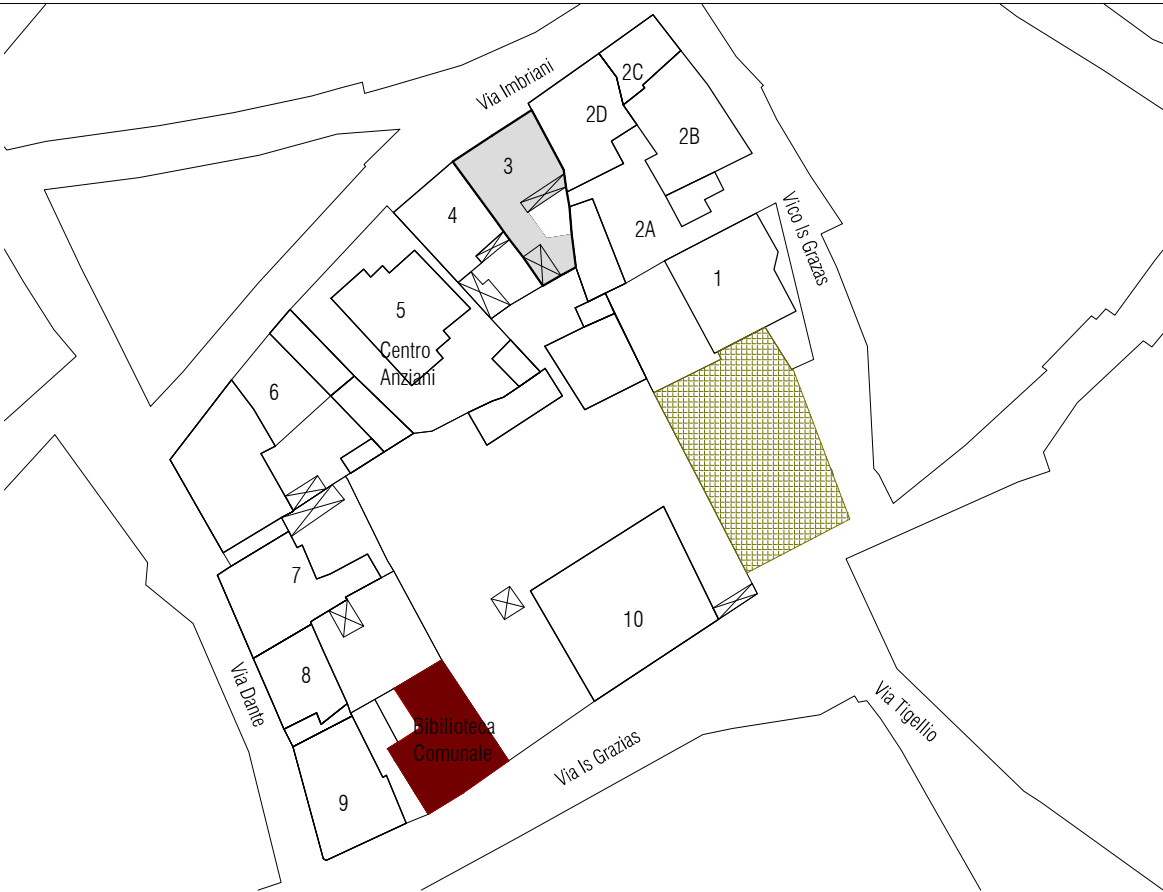 Via Imbriani
2C
2D
2B
3
4
2A
Vico Is Grazas
1
5
Centro
Anziani
6
7
10
8
Via Dante
Via Tigellio
Bibilioteca
Comunale
Via Is Grazias
9